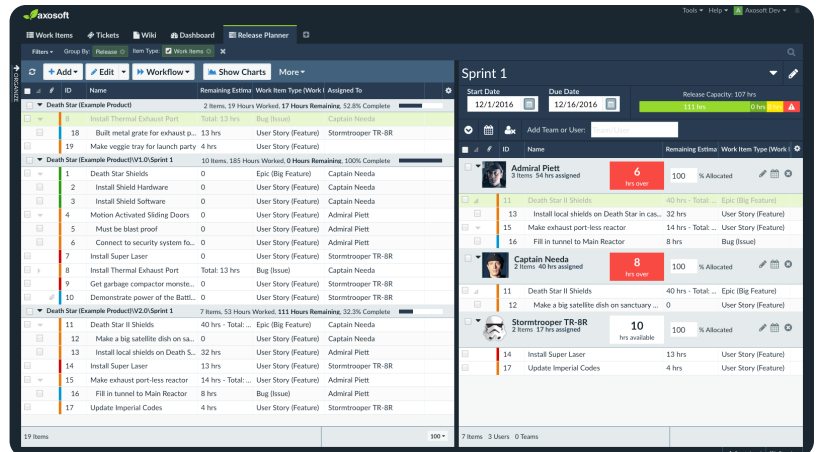 axosoft
Tools Help A Axosoft Dev
Work Items Tickets Wiki Dashboard Release Planner
Filters Group By: Release Item Type: Work Items
ORGANIZE
+ Add Edit Workflow Show Charts More
ID Name Remaining Estima Work Item Type (Work I Assigned To
Death Star (Example Product) 2 Items, 19 Hours Worked, 17 Hours Remaining, 52.8% Complete
8 Install Thermal Exhaust Port Total: 13 hrs Bug (Issue) Captain Needa
18 Built metal grate for exhaust p... 13 hrs User Story (Feature) Stormtrooper TR-8R
19 Make veggie tray for launch party 4 hrs User Story (Feature)
Death Star (Example Product)\V1.0\Sprint 1 10 Items, 185 Hours Worked, 0 Hours Remaining, 100% Complete
1 Death Star Shields 0 Epic (Big Feature) Captain Needa
2 Install Shield Hardware 0 User Story (Feature) Captain Needa
3 Install Shield Software 0 User Story (Feature) Captain Needa
4 Motion Activated Sliding Doors 0 User Story (Feature) Admiral Piett
5 Must be blast proof 0 User Story (Feature) Admiral Piett
6 Connect to security system fo... 0 User Story (Feature) Admiral Piett
7 Install Super Laser 0 User Story (Feature) Captain Needa
8 Install Thermal Exhaust Port Total: 13 hrs Bug (Issue) Captain Needa
9 Get garbage compactor monste... 0 User Story (Feature) Captain Needa
10 Demonstrate power of the Batt... 0 User Story (Feature) Captain Needa
Death Star (Example Product)\V2.0\Sprint 1 7 Items, 53 Hours Worked, 111 Hours Remaining, 32.3% Complete
11 Death Star II Shields 40 hrs - Total: ... Epic (Big Feature) Captain Needa
12 Make a big satellite dish on sa... 0 User Story (Feature) Captain Needa
13 Install local shields on Death S... 32 hrs User Story (Feature) Admiral Piett
14 Install Super Laser 13 hrs User Story (Feature) Stormtrooper TR-8R
15 Make exhaust port-less reactor 14 hrs - Total: ... User Story (Feature) Admiral Piett
16 Fill in tunnel to Main Reactor 8 hrs Bug (Issue) Admiral Piett
17 Update Imperial Codes 4 hrs User Story (Feature) Stormtrooper TR-8R
19 Items 100
Sprint 1
Start Date Due Date Release Capacity: 107 hrs
12/1/2016 12/16/2016 111 hrs 0 hrs
Add Team or User: Team/User
ID Name Remaining Estima Work Item Type (Work I
Admiral Piett
3 Items 54 hrs assigned
6
hrs over
100 % Allocated
11 Death Star II Shields 40 hrs - Total: ... Epic (Big Feature)
13 Install local shields on Death Star in cas... 32 hrs User Story (Feature)
15 Make exhaust port-less reactor 14 hrs - Total: ... User Story (Feature)
16 Fill in tunnel to Main Reactor 8 hrs Bug (Issue)
Captain Needa
2 Items 40 hrs assigned
8
hrs over
100 % Allocated
11 Death Star II Shields 40 hrs - Total: ... Epic (Big Feature)
12 Make a big satellite dish on sanctuary ... 0 User Story (Feature)
Stormtrooper TR-8R
2 Items 17 hrs assigned
10
hrs available
100 % Allocated
14 Install Super Laser 13 hrs User Story (Feature)
17 Update Imperial Codes 4 hrs User Story (Feature)
7 Items 3 Users 0 Teams